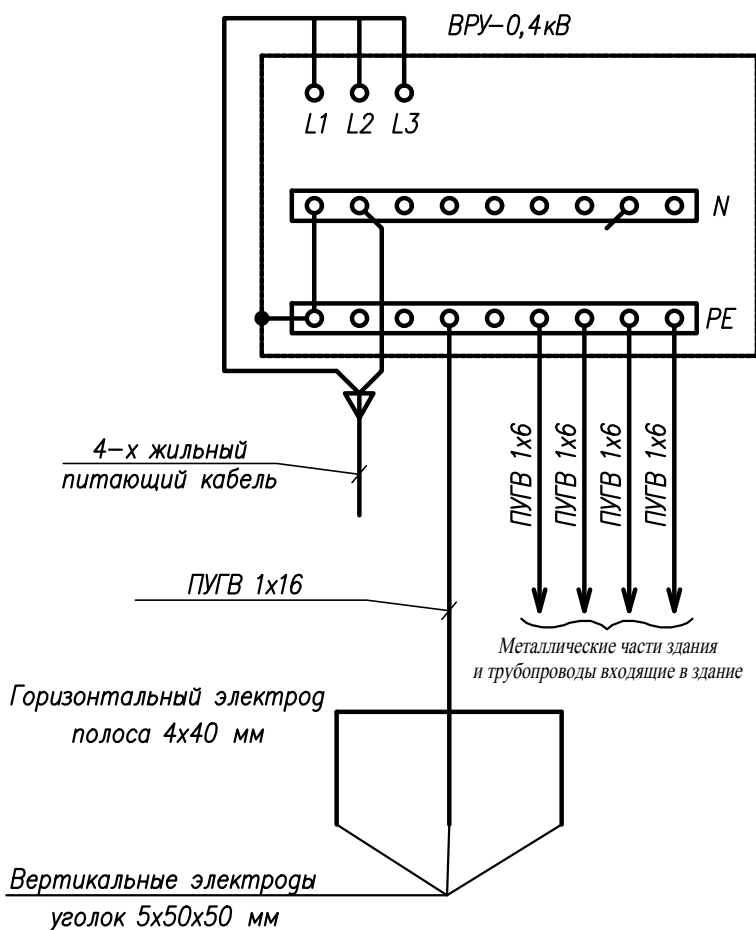 ВРУ-0,4кВ
L1 L2 L3
N
PE
4-х жильный
питающий кабель
ПУГВ 1х6
ПУГВ 1х6
ПУГВ 1х6
ПУГВ 1х6
ПУГВ 1х16
Металлические части здания
и трубопроводы входящие в здание
Горизонтальный электрод
полоса 4х40 мм
Вертикальные электроды
уголок 5х50х50 мм